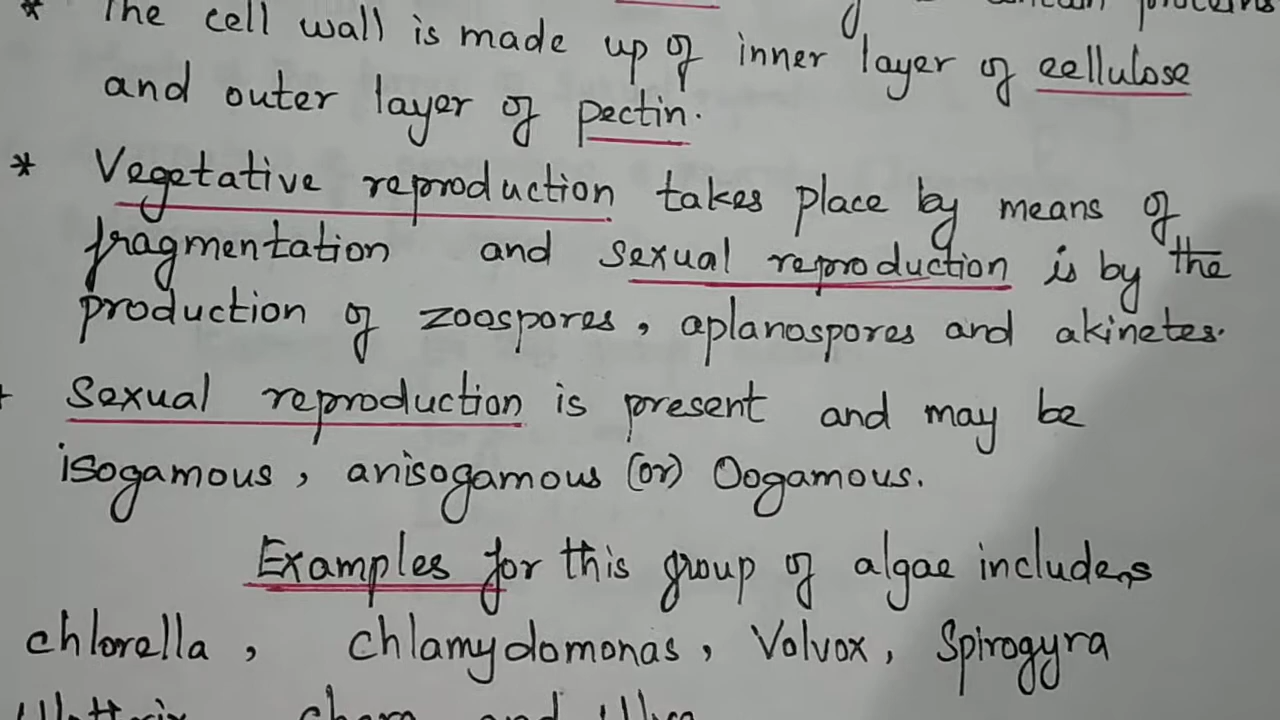 * The cell wall is made up of inner layer of cellulose
and outer layer of pectin.
* Vegetative reproduction takes place by means of
fragmentation and sexual reproduction is by the
production of zoospores, aplanospores and akinetes.
Sexual reproduction is present and may be
isogamous, anisogamous (or) Oogamous.
Examples for this group of algae includes
chlorella, chlamydomonas, Volvox, Spirogyra
and